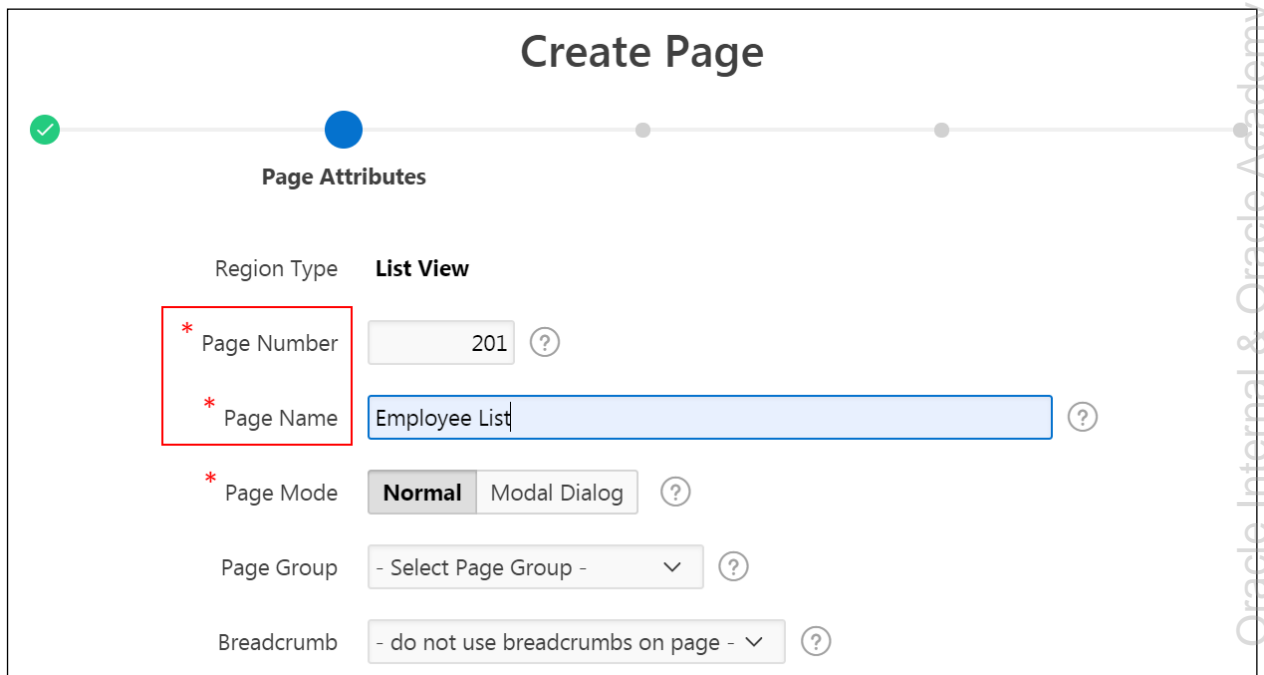 Create Page
Page Attributes
Region Type List View
* Page Number 201 ?
* Page Name Employee List ?
* Page Mode Normal Modal Dialog ?
Page Group - Select Page Group - ?
Breadcrumb - do not use breadcrumbs on page - ?
Oracle Internal & Oracle Academy